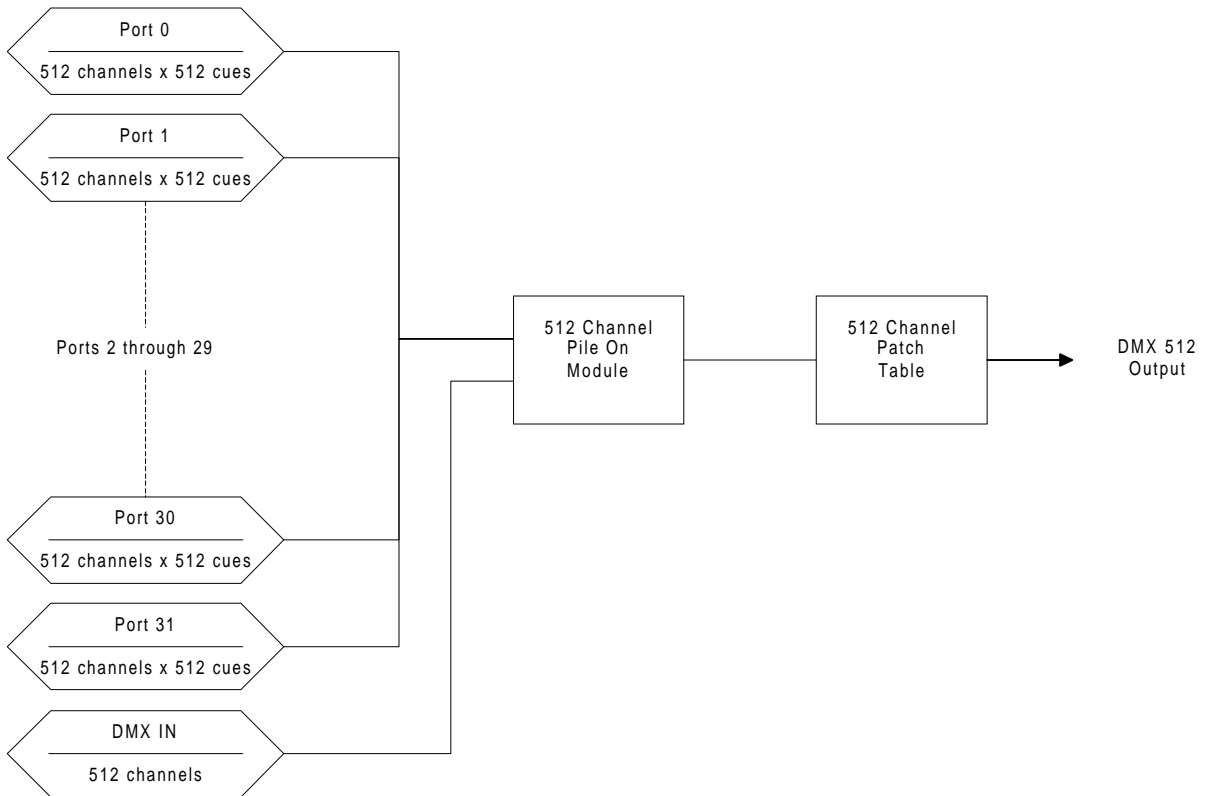 Port 0
512 channels x 512 cues
Port 1
512 channels x 512 cues
Ports 2 through 29
512 Channel
Pile On
Module
512 Channel
Patch
Table
DMX 512
Output
Port 30
512 channels x 512 cues
Port 31
512 channels x 512 cues
DMX IN
512 channels